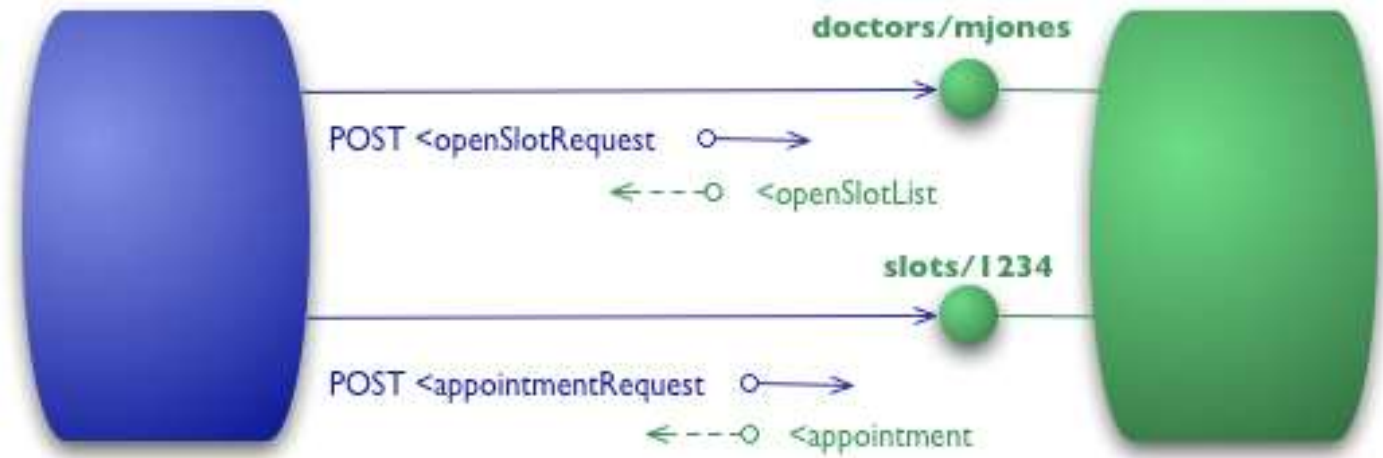 doctors/mjones
POST <openSlotRequest
<openSlotList
slots/1234
POST <appointmentRequest
<appointment